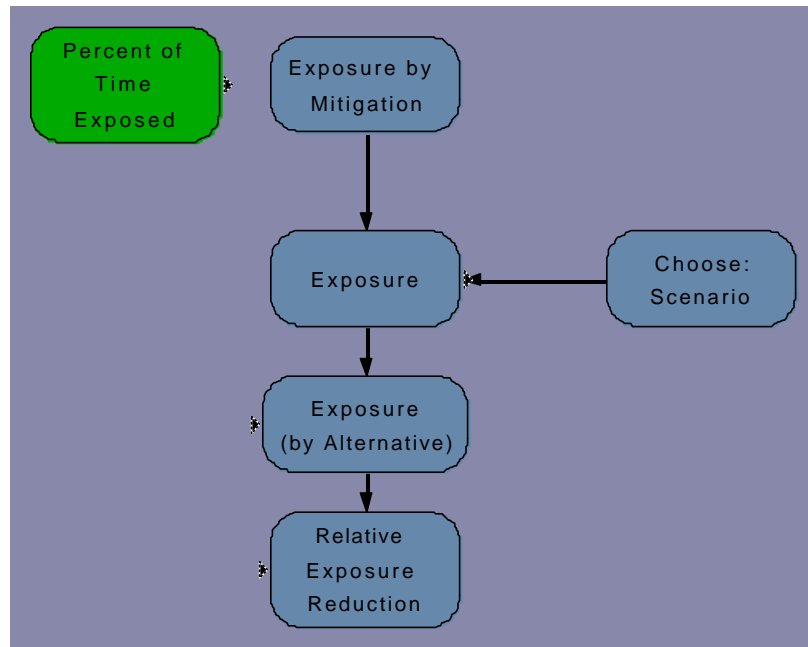 Percent of
Time
Exposed
Exposure by
Mitigation
Exposure
Choose:
Scenario
Exposure
(by Alternative)
Relative
Exposure
Reduction